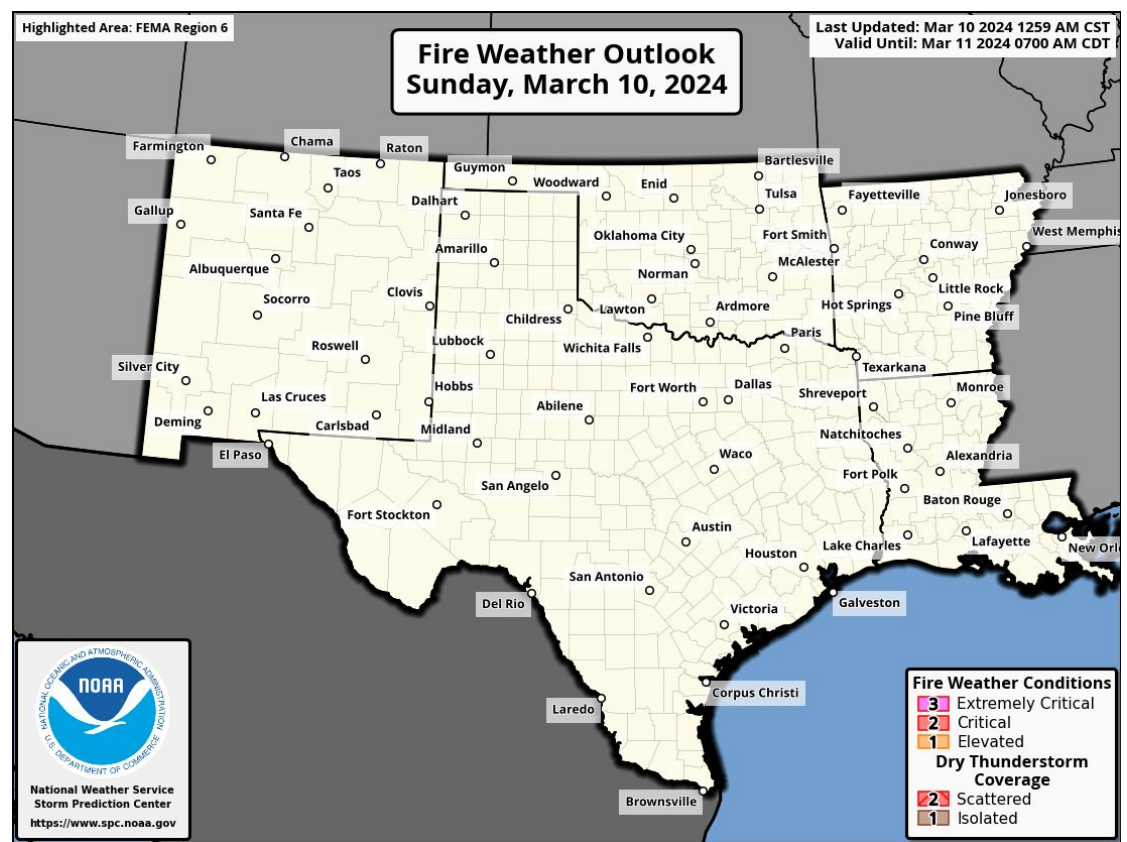 Highlighted Area: FEMA Region 6
Last Updated: Mar 10 2024 1259 AM CST
Valid Until: Mar 11 2024 0700 AM CDT
Fire Weather Outlook
Sunday, March 10, 2024
Farmington
Chama
Raton
Taos
Guymon
Woodward
Enid
Bartlesville
Tulsa
Fayetteville
Jonesboro
Gallup
Santa Fe
Dalhart
Oklahoma City
Fort Smith
West Memphis
Albuquerque
Amarillo
Norman
McAlester
Conway
Socorro
Clovis
Childress
Lawton
Ardmore
Hot Springs
Little Rock
Pine Bluff
Roswell
Lubbock
Wichita Falls
Paris
Texarkana
Silver City
Las Cruces
Hobbs
Fort Worth
Dallas
Shreveport
Monroe
Deming
Carlsbad
Midland
Abilene
Natchitoches
El Paso
San Angelo
Waco
Fort Polk
Alexandria
Fort Stockton
Austin
Houston
Lake Charles
Baton Rouge
Lafayette
New Orl
Del Rio
San Antonio
Victoria
Galveston
Laredo
Corpus Christi
Brownsville
NATIONAL OCEANIC AND ATMOSPHERIC ADMINISTRATION
NOAA
U.S. DEPARTMENT OF COMMERCE
National Weather Service
Storm Prediction Center
https://www.spc.noaa.gov
Fire Weather Conditions
3 Extremely Critical
2 Critical
1 Elevated
Dry Thunderstorm
Coverage
2 Scattered
1 Isolated